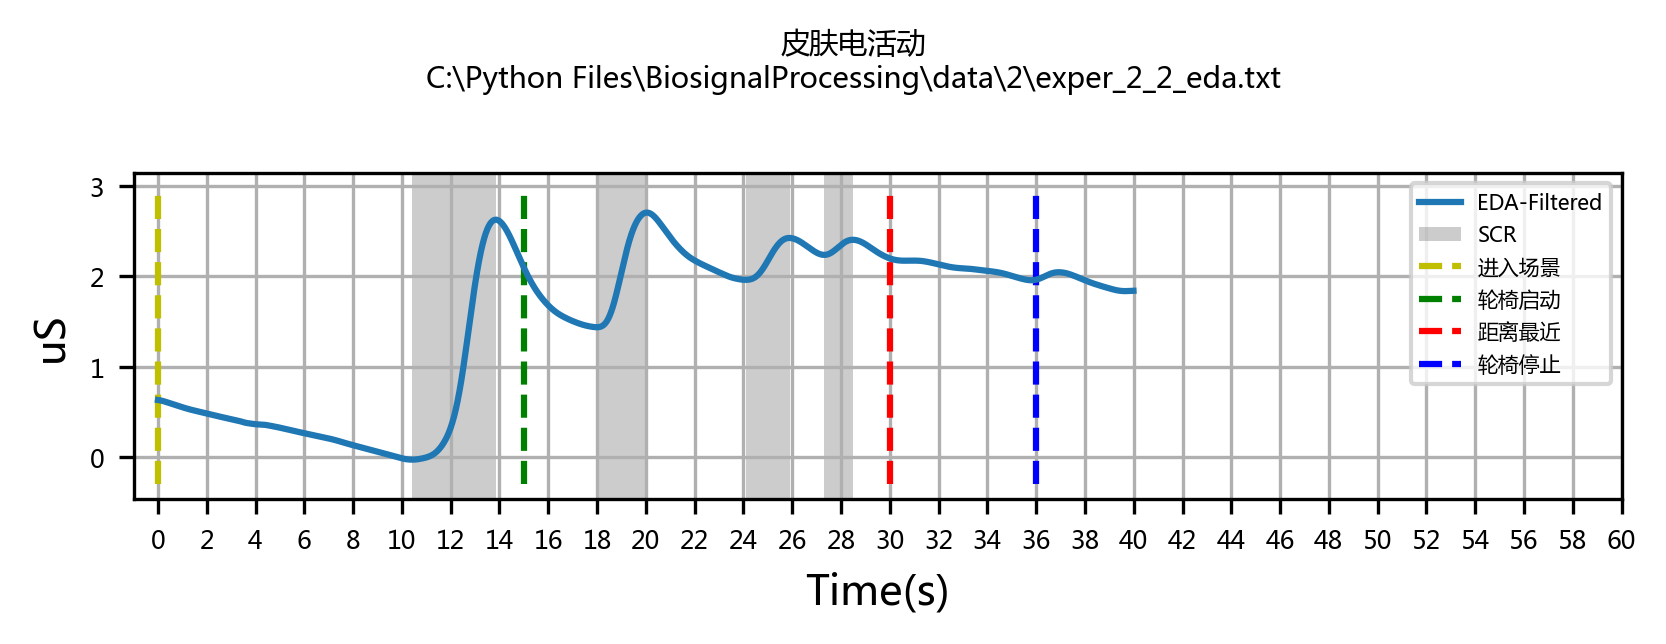 皮肤电活动
C:\Python Files\BiosignalProcessing\data\2\exper_2_2_eda.txt
3
2
1
0
uS
EDA-Filtered
SCR
进入场景
轮椅启动
距离最近
轮椅停止
0 2 4 6 8 10 12 14 16 18 20 22 24 26 28 30 32 34 36 38 40 42 44 46 48 50 52 54 56 58 60
Time(s)